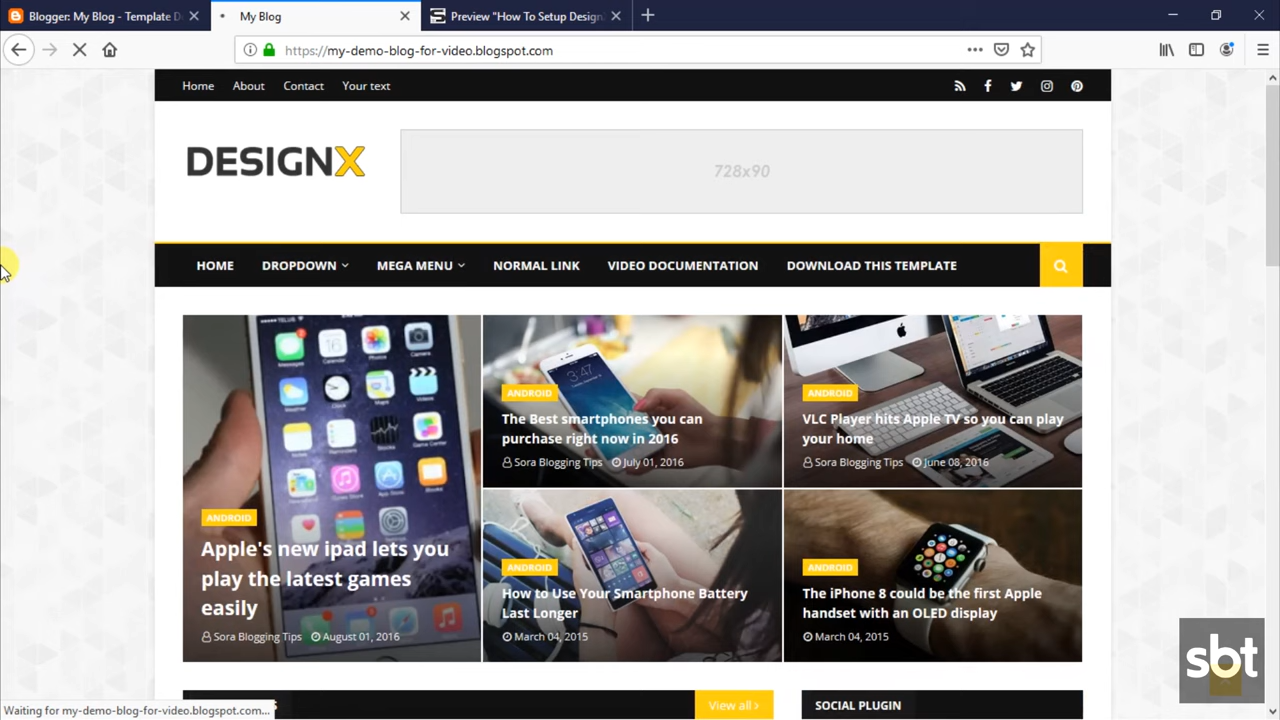 Blogger: My Blog - Template D
My Blog
Preview "How To Setup Design
https://my-demo-blog-for-video.blogspot.com
Home About Contact Your text
DESIGNX
728x90
HOME DROPDOWN MEGA MENU NORMAL LINK VIDEO DOCUMENTATION DOWNLOAD THIS TEMPLATE
ANDROID
Apple's new ipad lets you
play the latest games
easily
Sora Blogging Tips August 01, 2016
ANDROID
The Best smartphones you can
purchase right now in 2016
Sora Blogging Tips July 01, 2016
ANDROID
VLC Player hits Apple TV so you can play
your home
Sora Blogging Tips June 08, 2016
ANDROID
How to Use Your Smartphone Battery
Last Longer
March 04, 2015
ANDROID
The iPhone 8 could be the first Apple
handset with an OLED display
March 04, 2015
View all
SOCIAL PLUGIN
sbt
Waiting for my-demo-blog-for-video.blogspot.com...